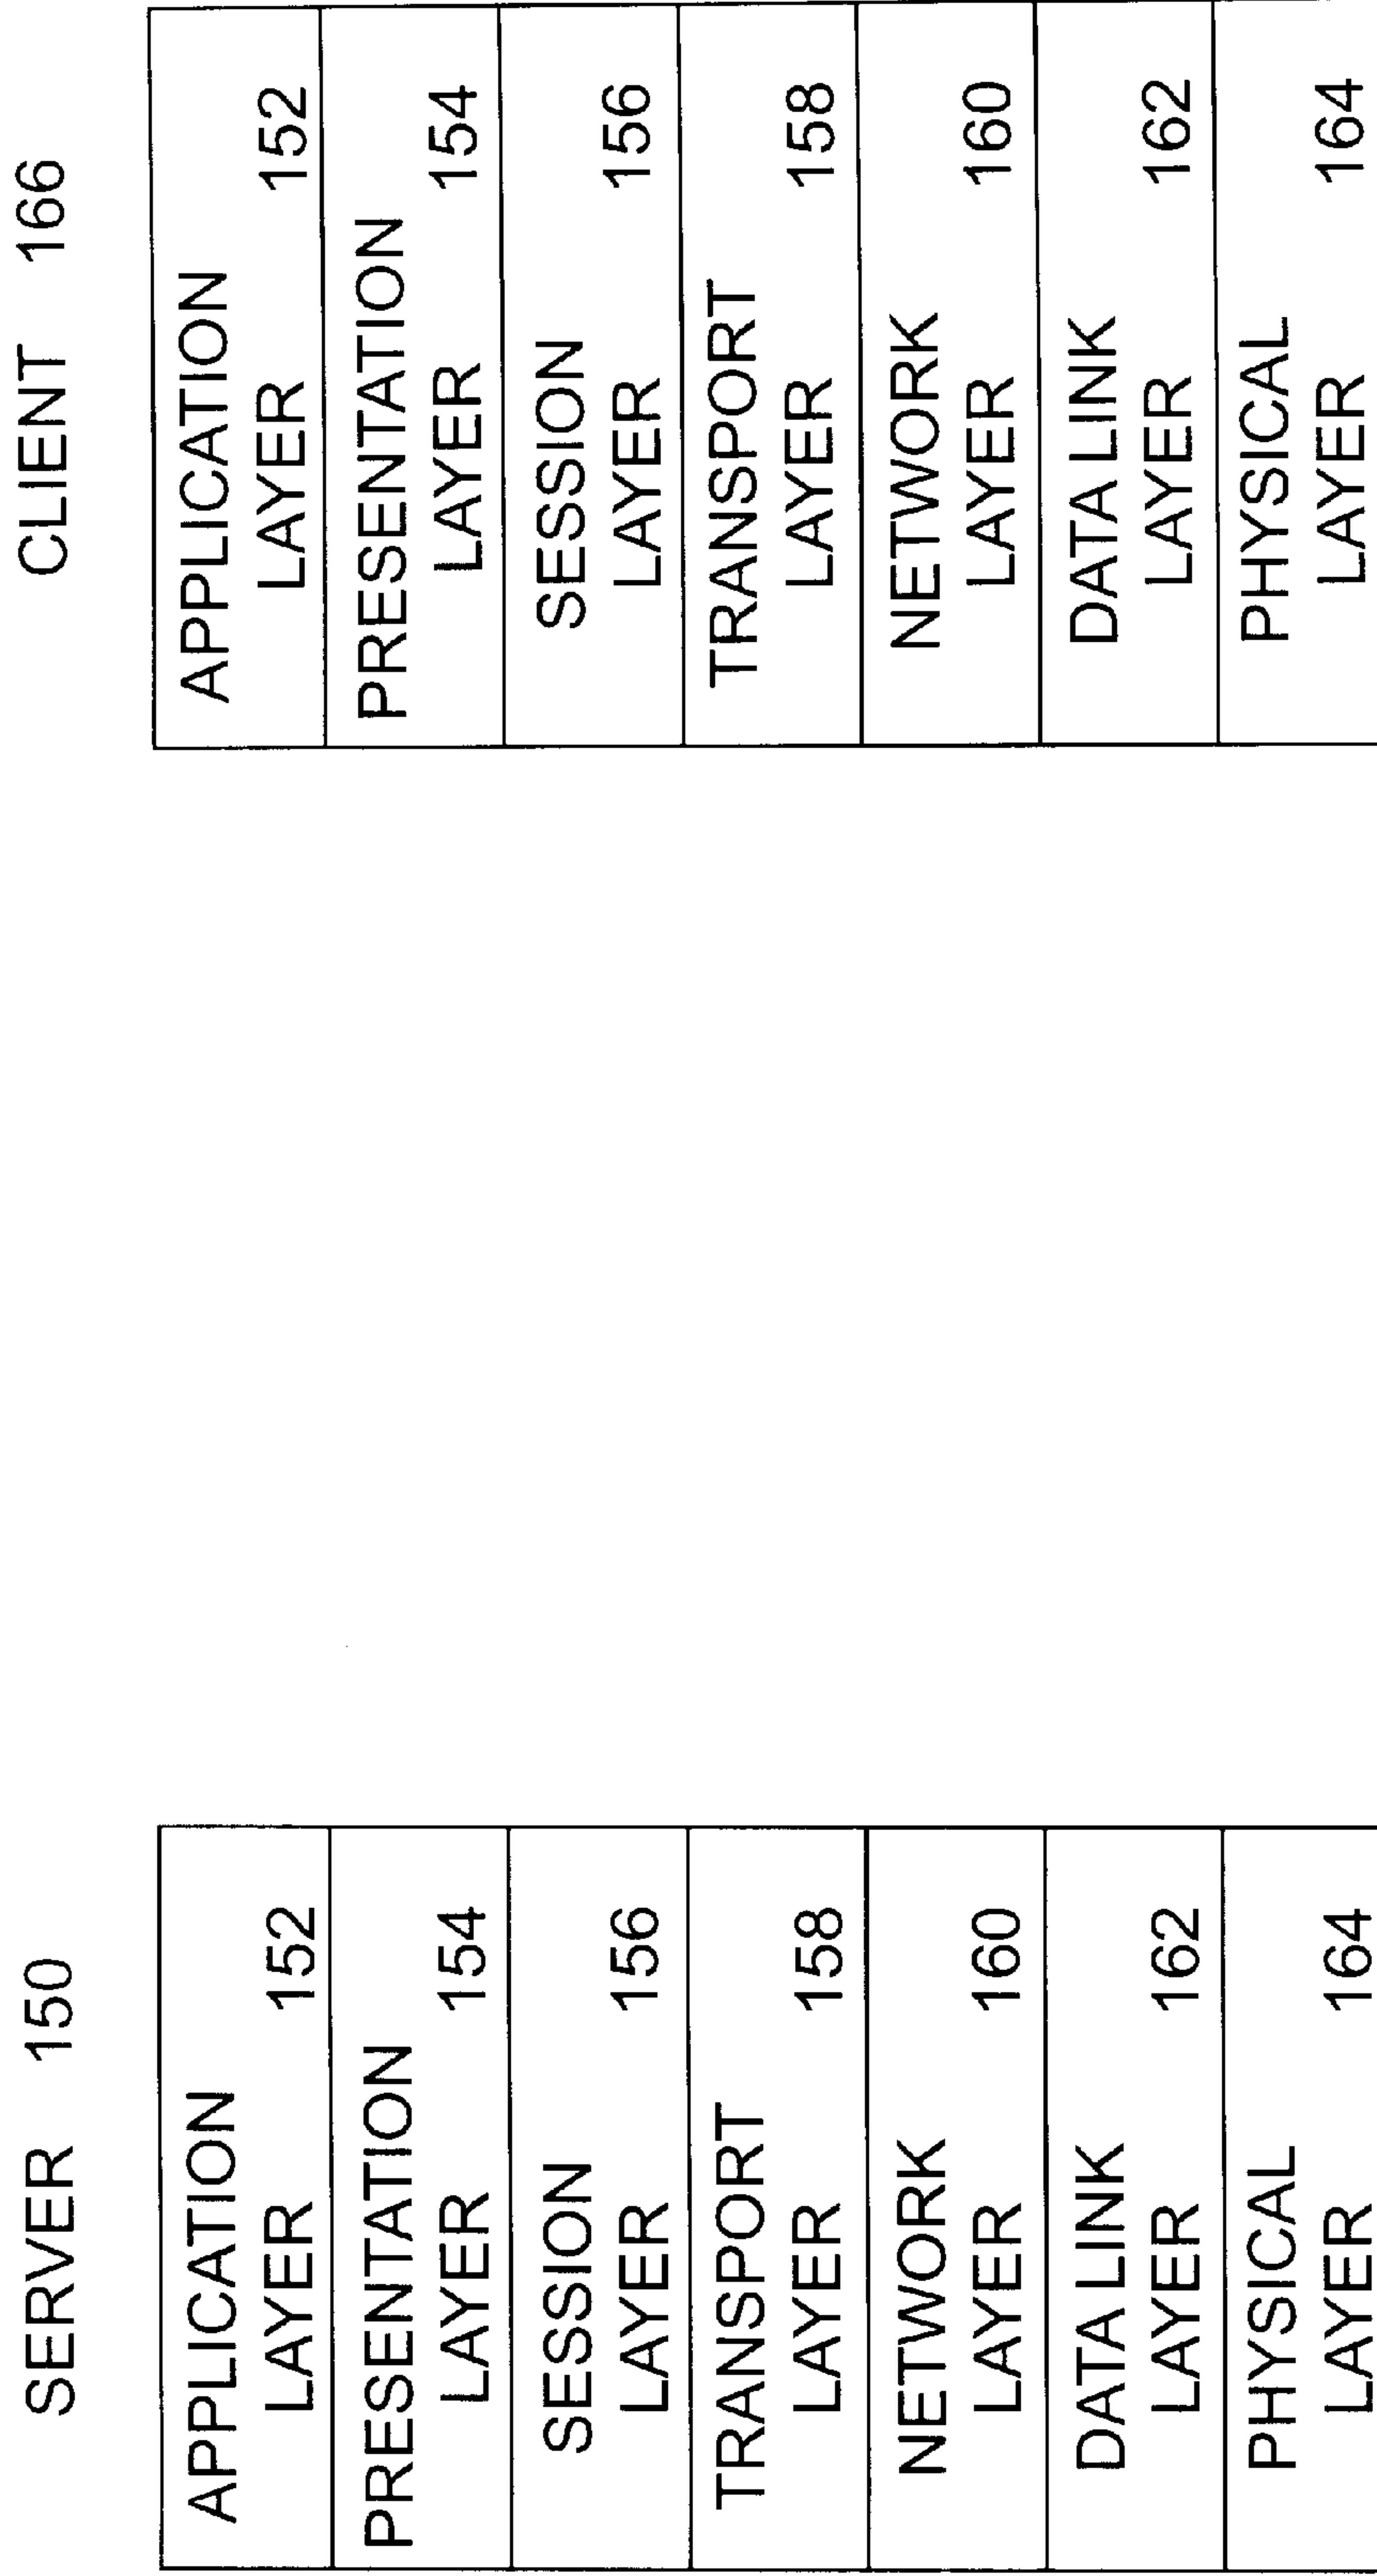 SERVER 150
APPLICATION
LAYER 152
PRESENTATION
LAYER 154
SESSION
LAYER 156
TRANSPORT
LAYER 158
NETWORK
LAYER 160
DATA LINK
LAYER 162
PHYSICAL
LAYER 164
CLIENT 166
APPLICATION
LAYER 152
PRESENTATION
LAYER 154
SESSION
LAYER 156
TRANSPORT
LAYER 158
NETWORK
LAYER 160
DATA LINK
LAYER 162
PHYSICAL
LAYER 164